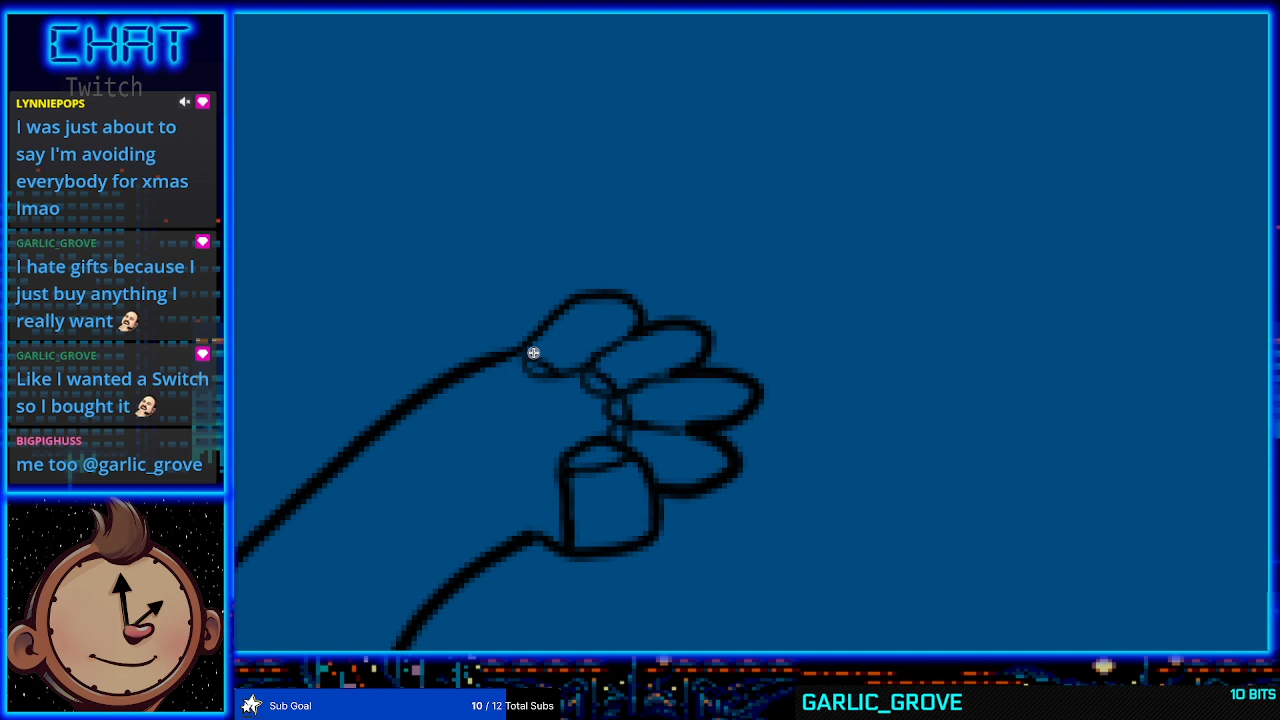 CHAT
Twitch
LYNNIEPOPS
I was just about to
say I'm avoiding
everybody for xmas
lmao
GARLIC_GROVE
I hate gifts because I
just buy anything I
really want
GARLIC_GROVE
Like I wanted a Switch
so I bought it
BIGPIGHUSS
me too @garlic_grove
Sub Goal
10 / 12 Total Subs
GARLIC_GROVE
10 BITS